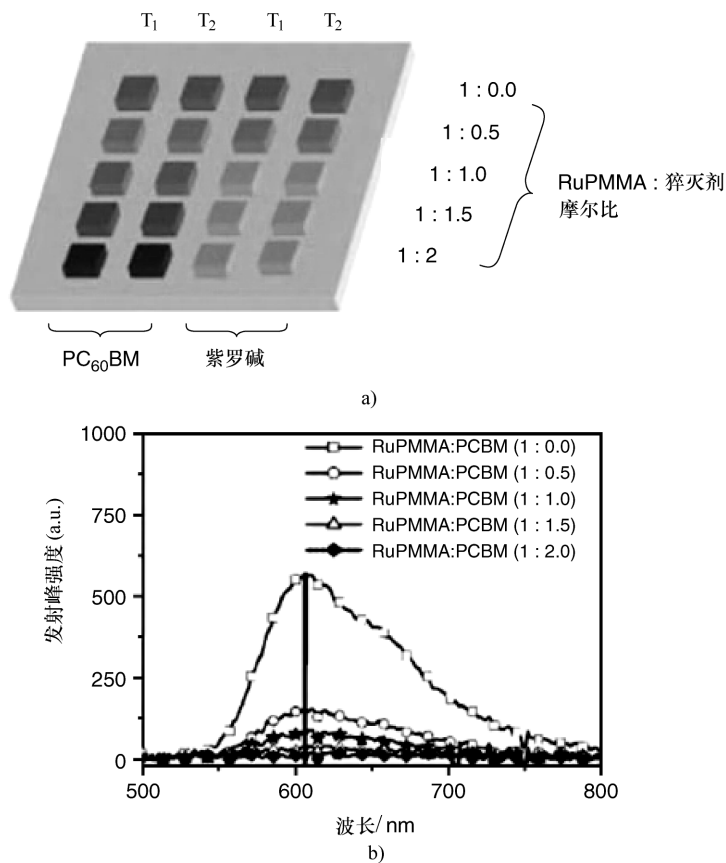 T₁ T₂ T₁ T₂
1 : 0.0
1 : 0.5
1 : 1.0
1 : 1.5
1 : 2
RuPMMA : 猝灭剂
摩尔比
PC₆₀BM
紫罗碱
a)
1000
750
500
250
0
发射峰强度 (a.u.)
RuPMMA:PCBM (1 : 0.0)
RuPMMA:PCBM (1 : 0.5)
RuPMMA:PCBM (1 : 1.0)
RuPMMA:PCBM (1 : 1.5)
RuPMMA:PCBM (1 : 2.0)
500 600 700 800
波长/ nm
b)